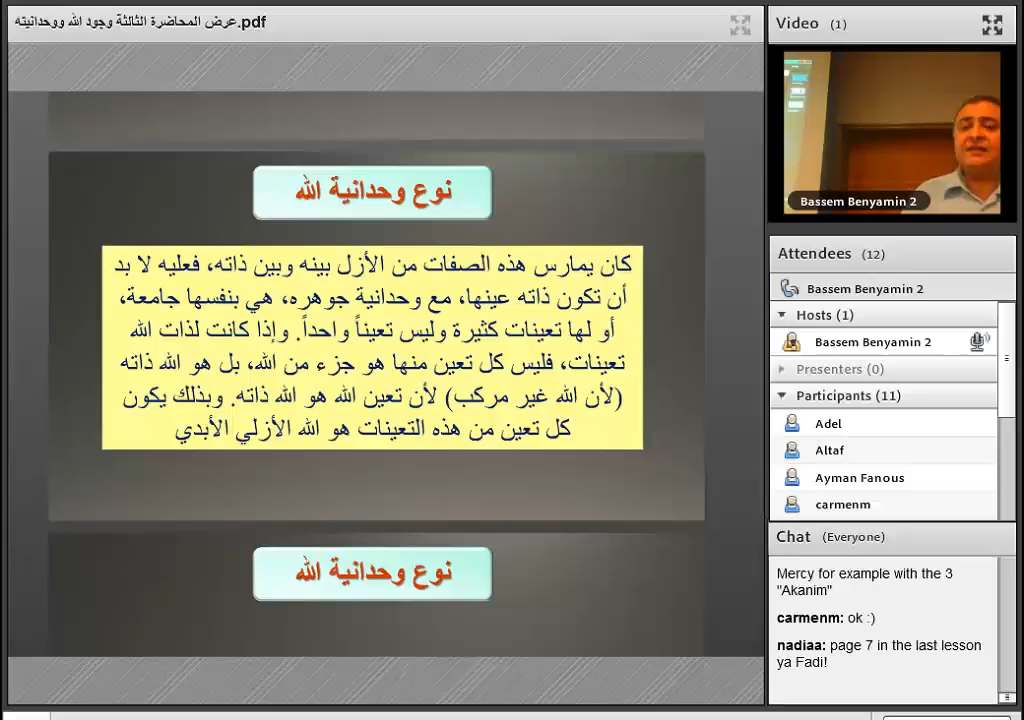 عرض المحاضرة الثالثة وجود الله ووحدانيته.pdf
نوع وحدانية الله
كان يمارس هذه الصفات من الأزل بينه وبين ذاته، فعليه لا بد
أن تكون ذاته عينها، مع وحدانية جوهره، هي بنفسها جامعة،
أو لها تعينات كثيرة وليس تعيناً واحداً. وإذا كانت لذات الله
تعينات، فليس كل تعين منها هو جزء من الله، بل هو الله ذاته
(لأن الله غير مركب) لأن تعين الله هو الله ذاته. وبذلك يكون
كل تعين من هذه التعينات هو الله الأزلي الأبدي
نوع وحدانية الله
Video (1)
Bassem Benyamin 2
Attendees (12)
Bassem Benyamin 2
Hosts (1)
Bassem Benyamin 2
Presenters (0)
Participants (11)
Adel
Altaf
Ayman Fanous
carmenm
Chat (Everyone)
Mercy for example with the 3
"Akanim"
carmenm: ok :)
nadiaa: page 7 in the last lesson
ya Fadi!